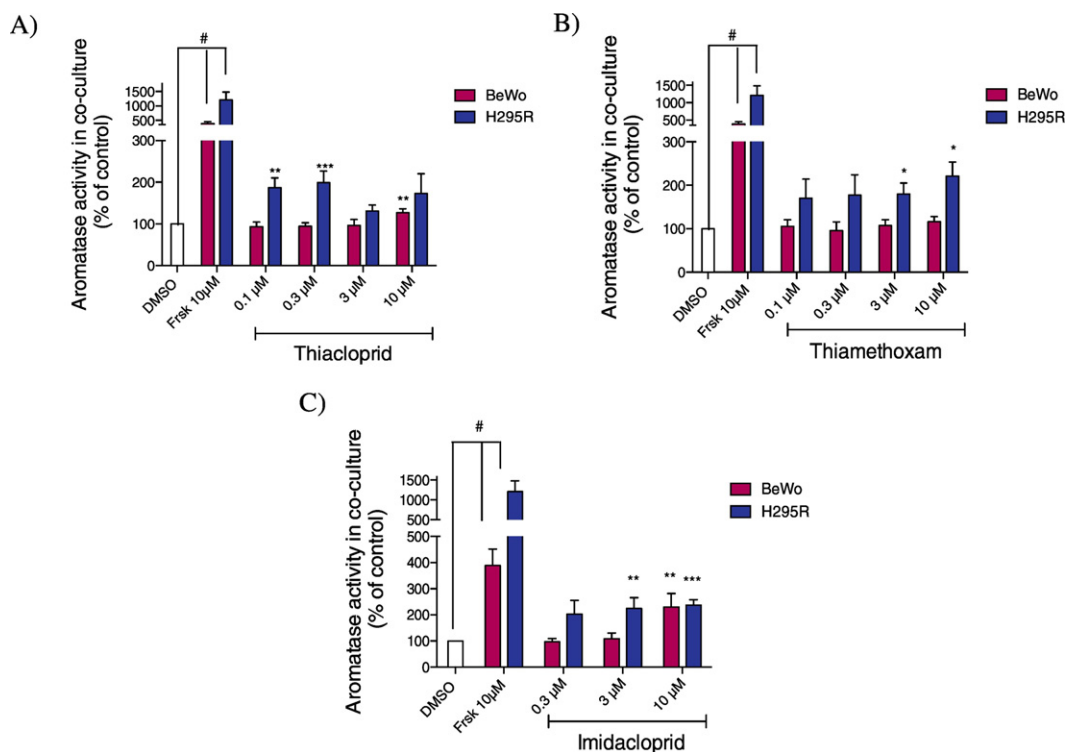 A)
Aromatase activity in co-culture
(% of control)
#
1500
1000
500
300
200
100
0
** *** **
BeWo
H295R
DMSO
Frsk 10µM
0.1 µM
0.3 µM
3 µM
10 µM
Thiacloprid
B)
Aromatase activity in co-culture
(% of control)
#
1500
1000
500
300
200
100
0
* *
BeWo
H295R
DMSO
Frsk 10µM
0.1 µM
0.3 µM
3 µM
10 µM
Thiamethoxam
C)
Aromatase activity in co-culture
(% of control)
#
1500
1000
500
500
400
300
200
100
0
** ** ***
BeWo
H295R
DMSO
Frsk 10µM
0.3 µM
3 µM
10 µM
Imidacloprid